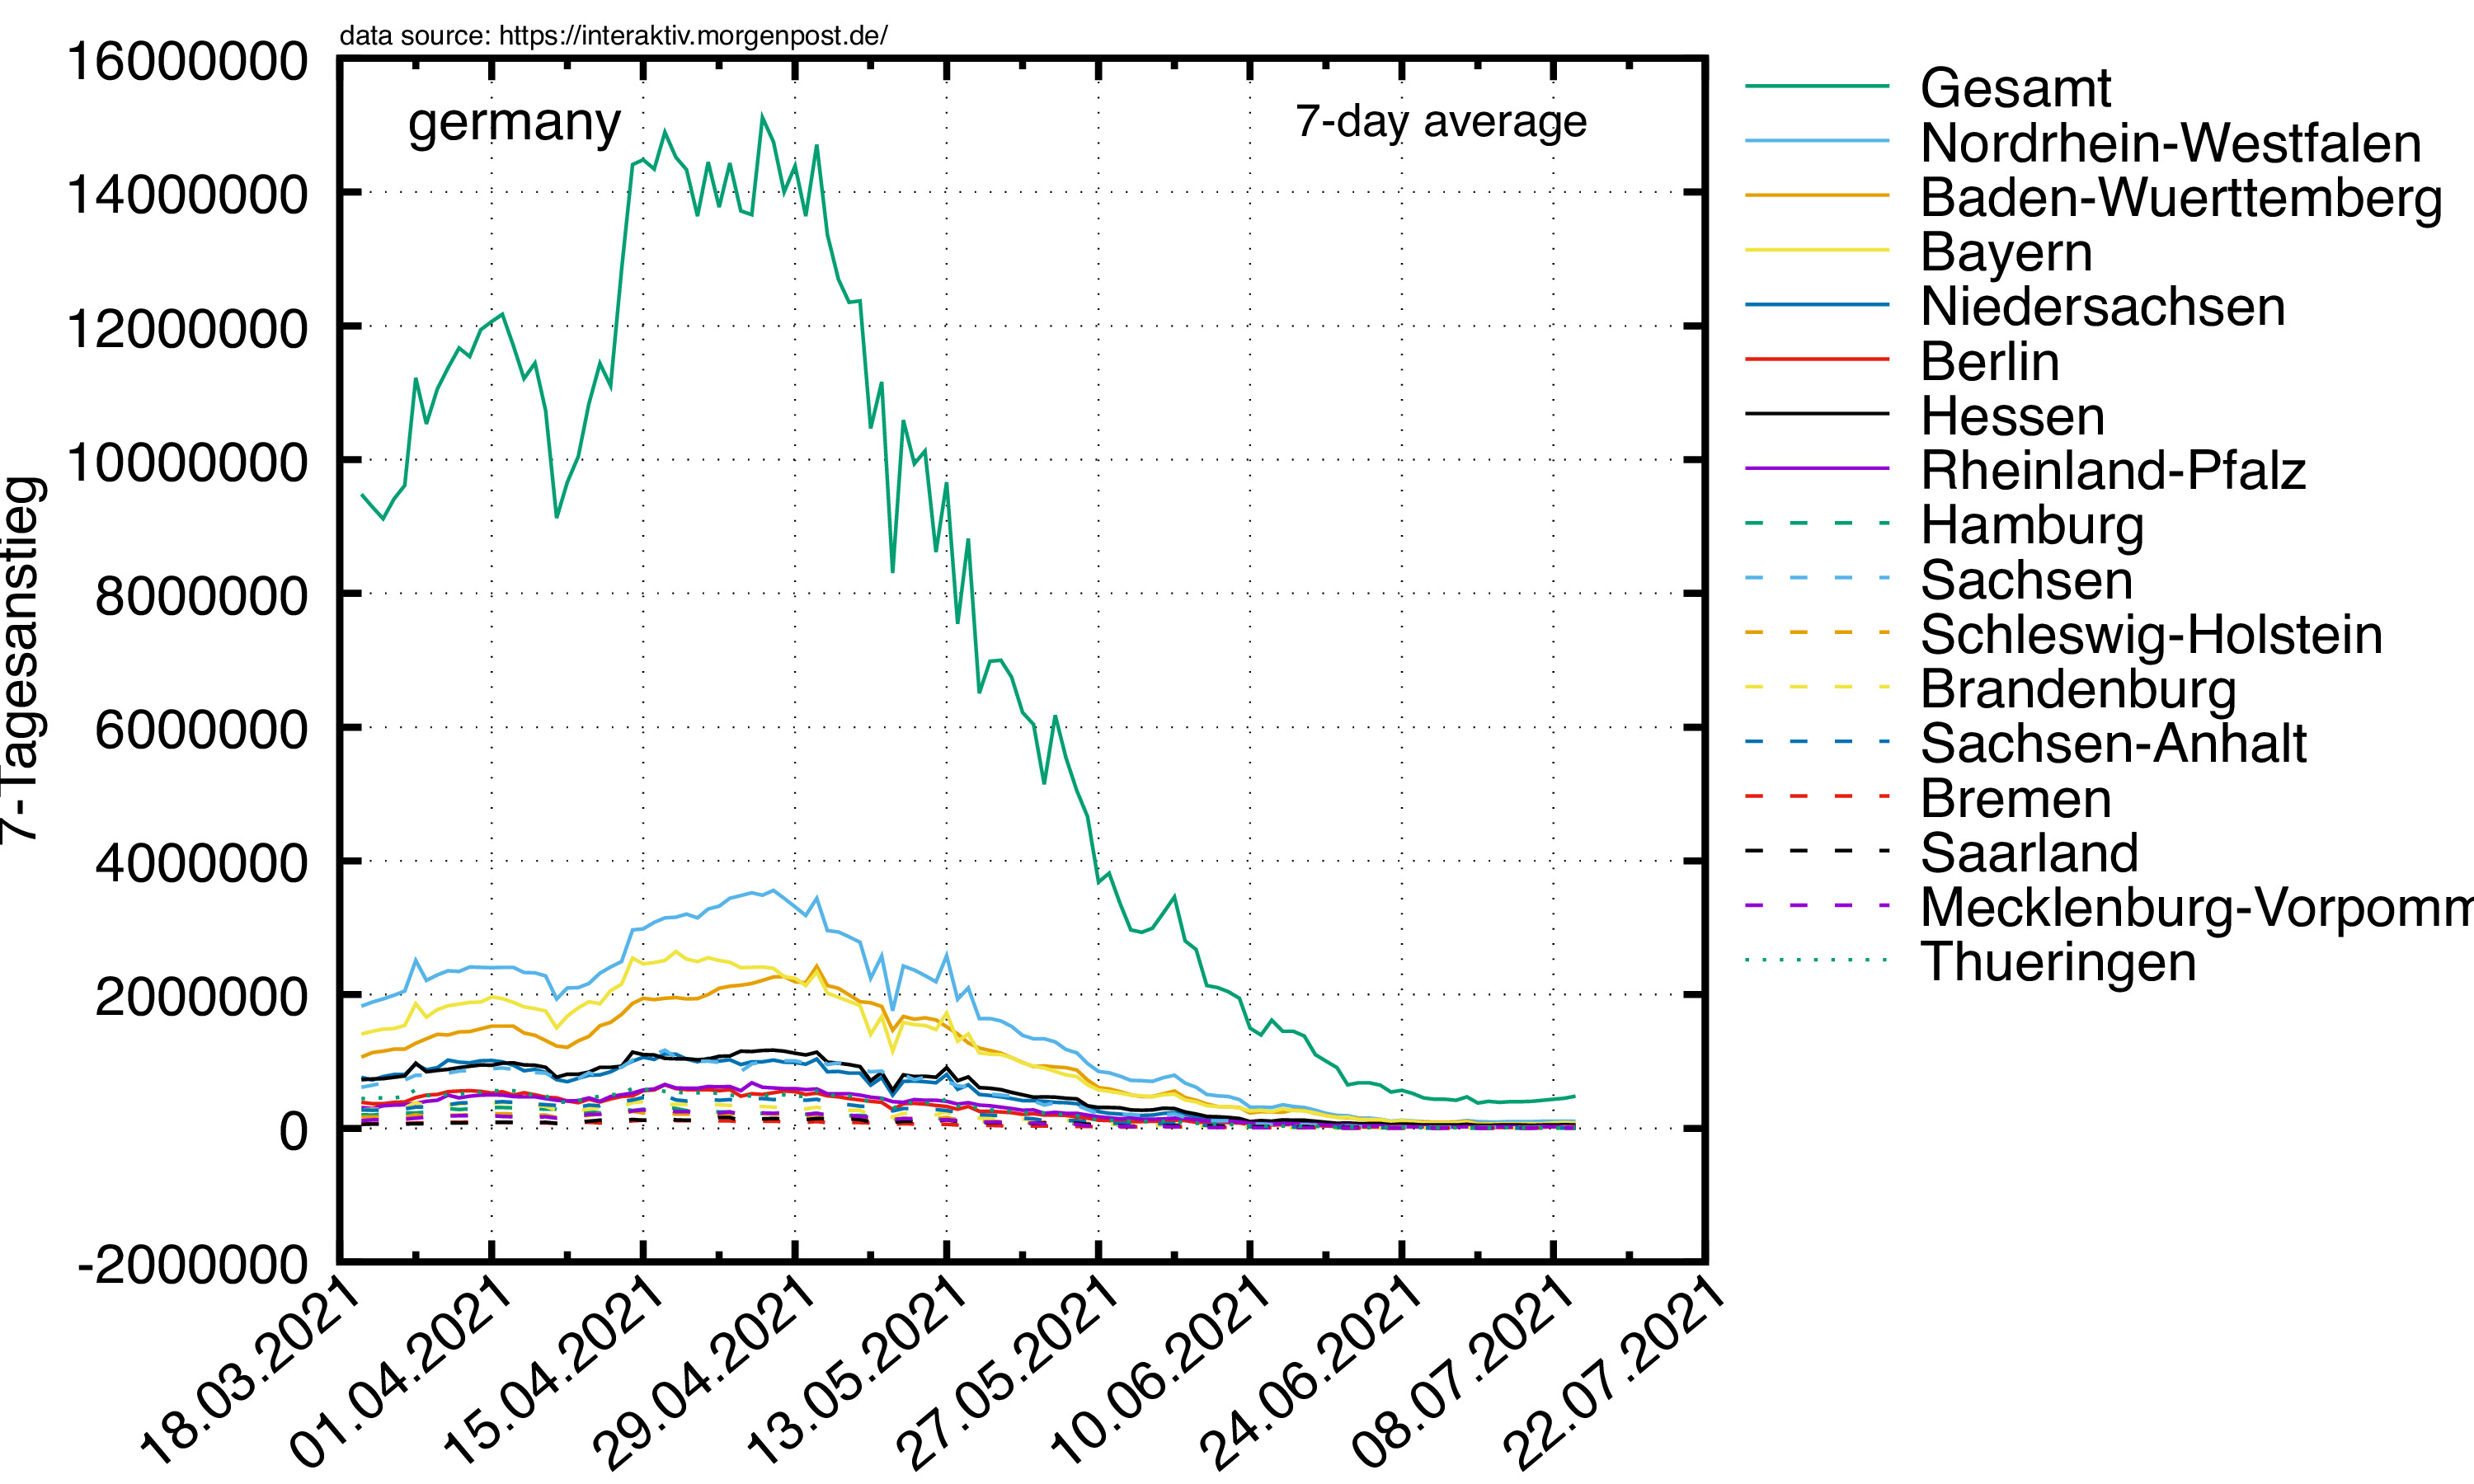 data source: https://interaktiv.morgenpost.de/
germany
7-day average
7-Tagesanstieg
16000000
14000000
12000000
10000000
8000000
6000000
4000000
2000000
0
-2000000
18.03.2021
01.04.2021
15.04.2021
29.04.2021
13.05.2021
27.05.2021
10.06.2021
24.06.2021
08.07.2021
22.07.2021
Gesamt
Nordrhein-Westfalen
Baden-Wuerttemberg
Bayern
Niedersachsen
Berlin
Hessen
Rheinland-Pfalz
Hamburg
Sachsen
Schleswig-Holstein
Brandenburg
Sachsen-Anhalt
Bremen
Saarland
Mecklenburg-Vorpomm
Thueringen